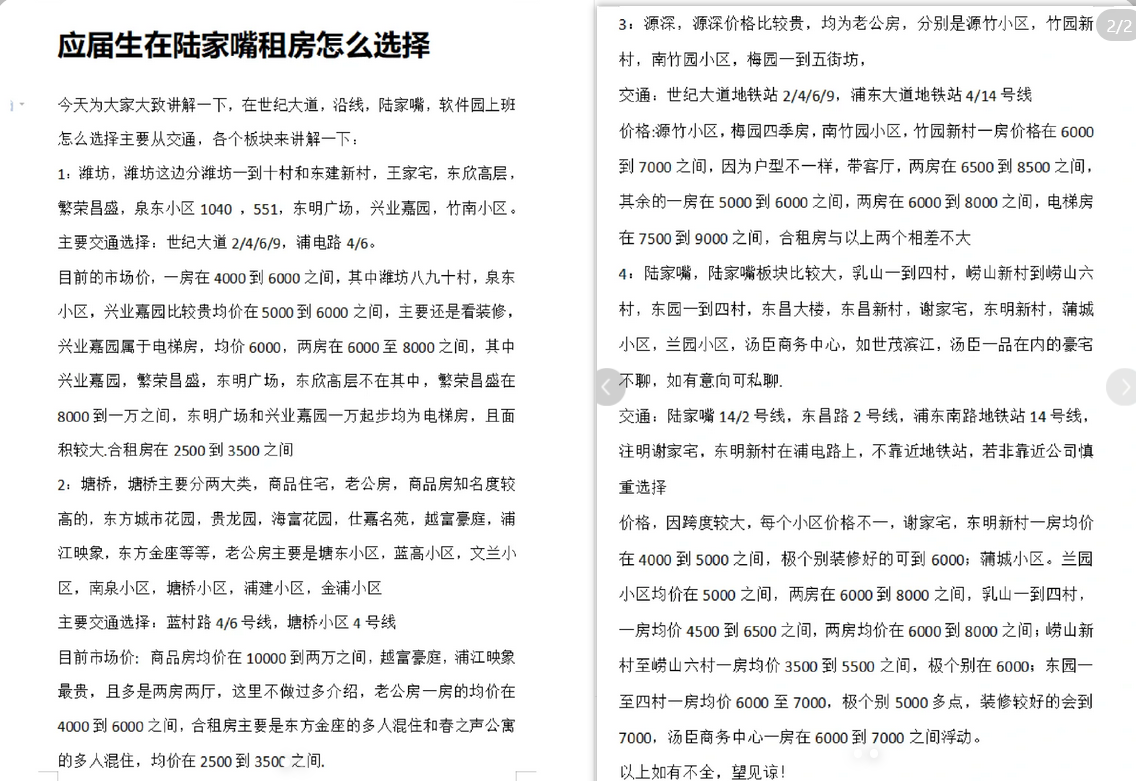 应届生在陆家嘴租房怎么选择
今天为大家大致讲解一下，在世纪大道，沿线，陆家嘴，软件园上班
怎么选择主要从交通，各个板块来讲解一下：
1：潍坊，潍坊这边分潍坊一到十村和东建新村，王家宅，东欣高层，
繁荣昌盛，泉东小区 1040 ，551，东明广场，兴业嘉园，竹南小区。
主要交通选择：世纪大道 2/4/6/9，浦电路 4/6。
目前的市场价，一房在 4000 到 6000 之间，其中潍坊八九十村，泉东
小区，兴业嘉园比较贵均价在 5000 到 6000 之间，主要还是看装修，
兴业嘉园属于电梯房，均价 6000，两房在 6000 至 8000 之间，其中
兴业嘉园，繁荣昌盛，东明广场，东欣高层不在其中，繁荣昌盛在
8000 到一万之间，东明广场和兴业嘉园一万起步均为电梯房，且面
积较大.合租房在 2500 到 3500 之间
2：塘桥，塘桥主要分两大类，商品住宅，老公房，商品房知名度较
高的，东方城市花园，贵龙园，海富花园，仕嘉名苑，越富豪庭，浦
江映象，东方金座等等，老公房主要是塘东小区，蓝高小区，文兰小
区，南泉小区，塘桥小区，浦建小区，金浦小区
主要交通选择：蓝村路 4/6 号线，塘桥小区 4 号线
目前市场价：商品房均价在 10000 到两万之间，越富豪庭，浦江映象
最贵，且多是两房两厅，这里不做过多介绍，老公房一房的均价在
4000 到 6000 之间，合租房主要是东方金座的多人混住和春之声公寓
的多人混住，均价在 2500 到 3500 之间.
3：源深，源深价格比较贵，均为老公房，分别是源竹小区，竹园新
村，南竹园小区，梅园一到五街坊，
交通：世纪大道地铁站 2/4/6/9，浦东大道地铁站 4/14 号线
价格:源竹小区，梅园四季房，南竹园小区，竹园新村一房价格在 6000
到 7000 之间，因为户型不一样，带客厅，两房在 6500 到 8500 之间，
其余的一房在 5000 到 6000 之间，两房在 6000 到 8000 之间，电梯房
在 7500 到 9000 之间，合租房与以上两个相差不大
4：陆家嘴，陆家嘴板块比较大，乳山一到四村，崂山新村到崂山六
村，东园一到四村，东昌大楼，东昌新村，谢家宅，东明新村，蒲城
小区，兰园小区，汤臣商务中心，如世茂滨江，汤臣一品在内的豪宅
不聊，如有意向可私聊.
交通：陆家嘴 14/2 号线，东昌路 2 号线，浦东南路地铁站 14 号线，
注明谢家宅，东明新村在浦电路上，不靠近地铁站，若非靠近公司慎
重选择
价格，因跨度较大，每个小区价格不一，谢家宅，东明新村一房均价
在 4000 到 5000 之间，极个别装修好的可到 6000；蒲城小区。兰园
小区均价在 5000 之间，两房在 6000 到 8000 之间，乳山一到四村，
一房均价 4500 到 6500 之间，两房均价在 6000 到 8000 之间；崂山新
村至崂山六村一房均价 3500 到 5500 之间，极个别在 6000；东园一
至四村一房均价 6000 至 7000，极个别 5000 多点，装修较好的会到
7000，汤臣商务中心一房在 6000 到 7000 之间浮动。
以上如有不全，望见谅！
2/2